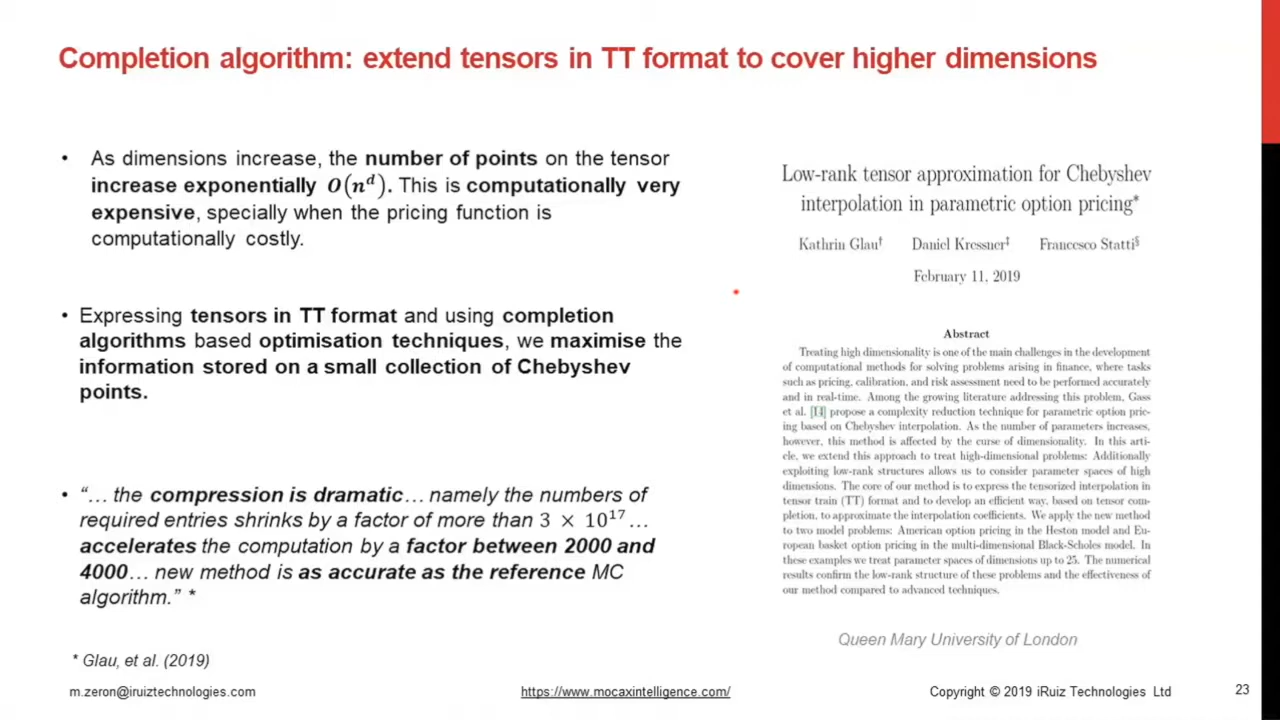 Completion algorithm: extend tensors in TT format to cover higher dimensions
• As dimensions increase, the number of points on the tensor
increase exponentially O(n^d). This is computationally very
expensive, specially when the pricing function is
computationally costly.
• Expressing tensors in TT format and using completion
algorithms based optimisation techniques, we maximise the
information stored on a small collection of Chebyshev
points.
• "… the compression is dramatic… namely the numbers of
required entries shrinks by a factor of more than 3 × 10^17…
accelerates the computation by a factor between 2000 and
4000… new method is as accurate as the reference MC
algorithm." *
* Glau, et al. (2019)
Low-rank tensor approximation for Chebyshev
interpolation in parametric option pricing*
Kathrin Glau† Daniel Kressner‡ Francesco Statti§
February 11, 2019
Abstract
Treating high dimensionality is one of the main challenges in the development
of computational methods for solving problems arising in finance, where tasks
such as pricing, calibration, and risk assessment need to be performed accurately
and in real-time. Among the growing literature addressing this problem, Gass
et al. [14] propose a complexity reduction technique for parametric option pric-
ing based on Chebyshev interpolation. As the number of parameters increases,
however, this method is affected by the curse of dimensionality. In this arti-
cle, we extend this approach to treat high-dimensional problems: Additionally
exploiting low-rank structures allows us to consider parameter spaces of high
dimensions. The core of our method is to express the tensorized interpolation in
tensor train (TT) format and to develop an efficient way, based on tensor com-
pletion, to approximate the interpolation coefficients. We apply the new method
to two model problems: American option pricing in the Heston model and Eu-
ropean basket option pricing in the multi-dimensional Black-Scholes model. In
these examples we treat parameter spaces of dimensions up to 25. The numerical
results confirm the low-rank structure of these problems and the effectiveness of
our method compared to advanced techniques.
Queen Mary University of London
m.zeron@iruiztechnologies.com
https://www.mocaxintelligence.com/
Copyright © 2019 iRuiz Technologies Ltd
23